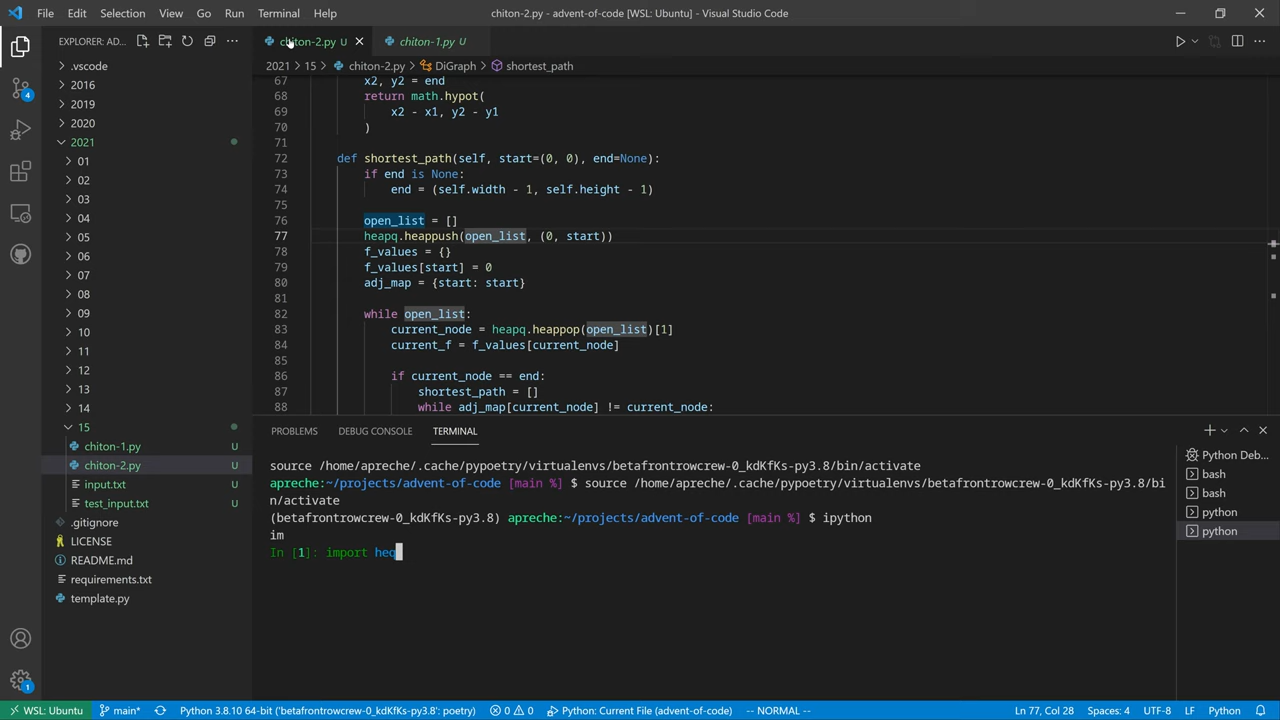 File Edit Selection View Go Run Terminal Help chiton-2.py - advent-of-code [WSL: Ubuntu] - Visual Studio Code
EXPLORER: AD... ...
chiton-2.py U
chiton-1.py U
2021 > 15 > chiton-2.py > DiGraph > shortest_path
.vscode
2016
2019
2020
2021
01
02
03
04
05
06
07
08
09
10
11
12
13
14
15
chiton-1.py U
chiton-2.py U
input.txt U
test_input.txt U
.gitignore
LICENSE
README.md
requirements.txt
template.py
4
1
67 x2, y2 = end
68 return math.hypot(
69 x2 - x1, y2 - y1
70 )
71
72 def shortest_path(self, start=(0, 0), end=None):
73 if end is None:
74 end = (self.width - 1, self.height - 1)
75
76 open_list = []
77 heapq.heappush(open_list, (0, start))
78 f_values = {}
79 f_values[start] = 0
80 adj_map = {start: start}
81
82 while open_list:
83 current_node = heapq.heappop(open_list)[1]
84 current_f = f_values[current_node]
85
86 if current_node == end:
87 shortest_path = []
88 while adj_map[current_node] != current_node:
PROBLEMS DEBUG CONSOLE TERMINAL
source /home/apreche/.cache/pypoetry/virtualenvs/betafrontrowcrew-0_kdKfKs-py3.8/bin/activate
apreche:~/projects/advent-of-code [main %] $ source /home/apreche/.cache/pypoetry/virtualenvs/betafrontrowcrew-0_kdKfKs-py3.8/bi
n/activate
(betafrontrowcrew-0_kdKfKs-py3.8) apreche:~/projects/advent-of-code [main %] $ ipython
im
In [1]: import heq
Python Deb...
bash
bash
python
python
WSL: Ubuntu main* Python 3.8.10 64-bit ('betafrontrowcrew-0_kdKfKs-py3.8': poetry) 0 0 Python: Current File (advent-of-code) -- NORMAL -- Ln 77, Col 28 Spaces: 4 UTF-8 LF Python